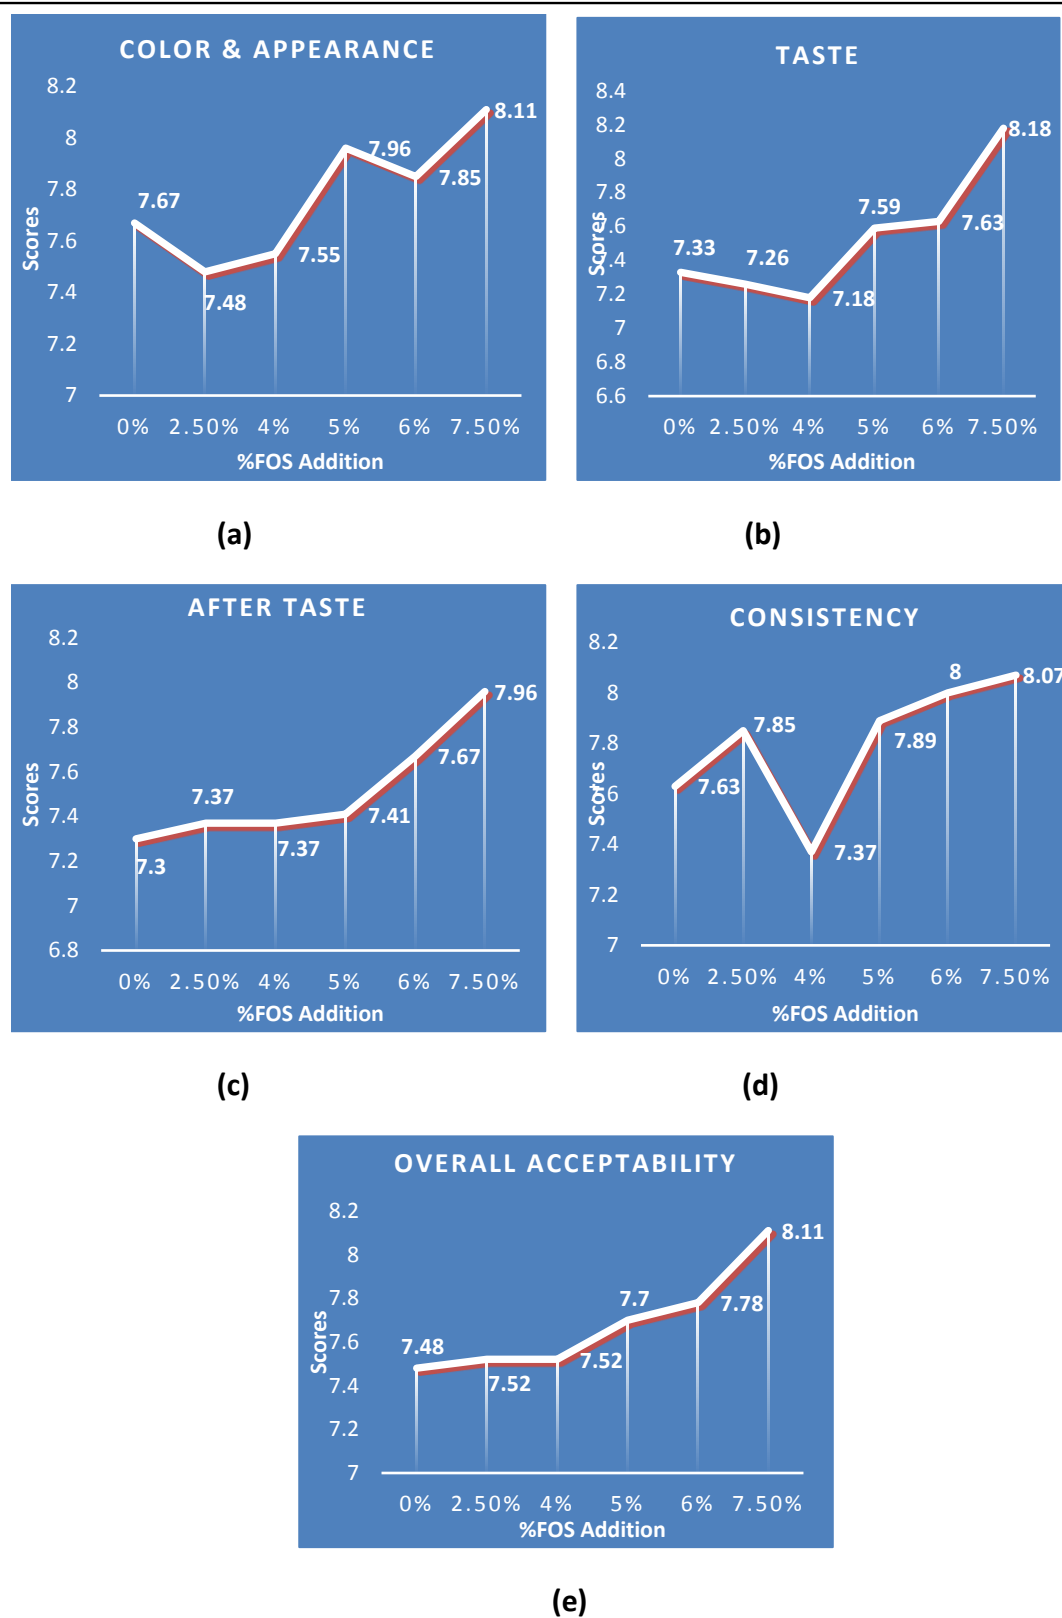 COLOR & APPEARANCE
8.2
8
7.8
7.6
7.4
7.2
7
Scores
7.67
7.48
7.55
7.96
7.85
8.11
0% 2.50% 4% 5% 6% 7.50%
%FOS Addition
(a)
TASTE
8.4
8.2
8
7.8
7.6
7.4
7.2
7
6.8
6.6
Scores
7.33
7.26
7.18
7.59
7.63
8.18
0% 2.50% 4% 5% 6% 7.50%
%FOS Addition
(b)
AFTER TASTE
8.2
8
7.8
7.6
7.4
7.2
7
6.8
Scores
7.3
7.37
7.37
7.41
7.67
7.96
0% 2.50% 4% 5% 6% 7.50%
%FOS Addition
(c)
CONSISTENCY
8.2
8
7.8
7.6
7.4
7.2
7
Scores
7.63
7.85
7.37
7.89
8
8.07
0% 2.50% 4% 5% 6% 7.50%
%FOS Addition
(d)
OVERALL ACCEPTABILITY
8.2
8
7.8
7.6
7.4
7.2
7
Scores
7.48
7.52
7.52
7.7
7.78
8.11
0% 2.50% 4% 5% 6% 7.50%
%FOS Addition
(e)